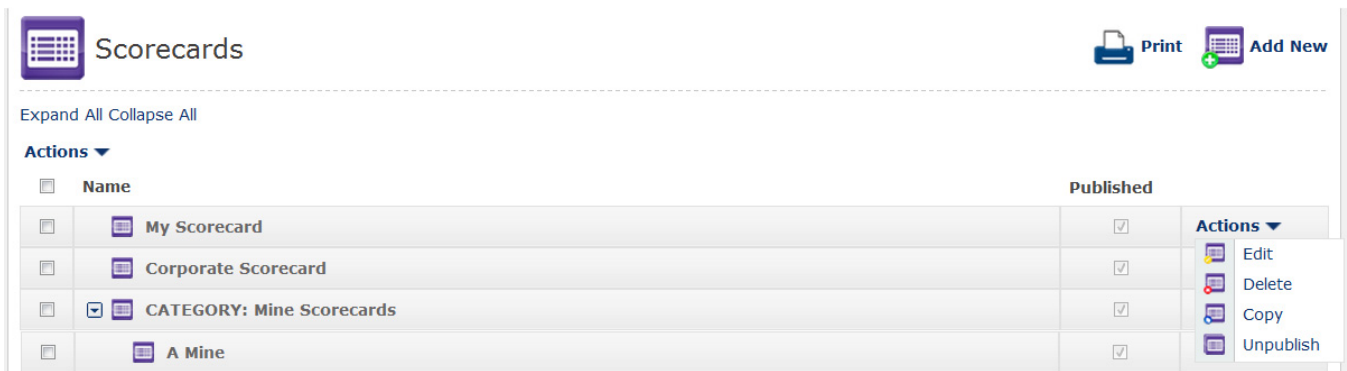 Scorecards
Print
Add New
Expand All Collapse All
Actions
Name
Published
My Scorecard
Actions
Edit
Corporate Scorecard
Delete
CATEGORY: Mine Scorecards
Copy
A Mine
Unpublish